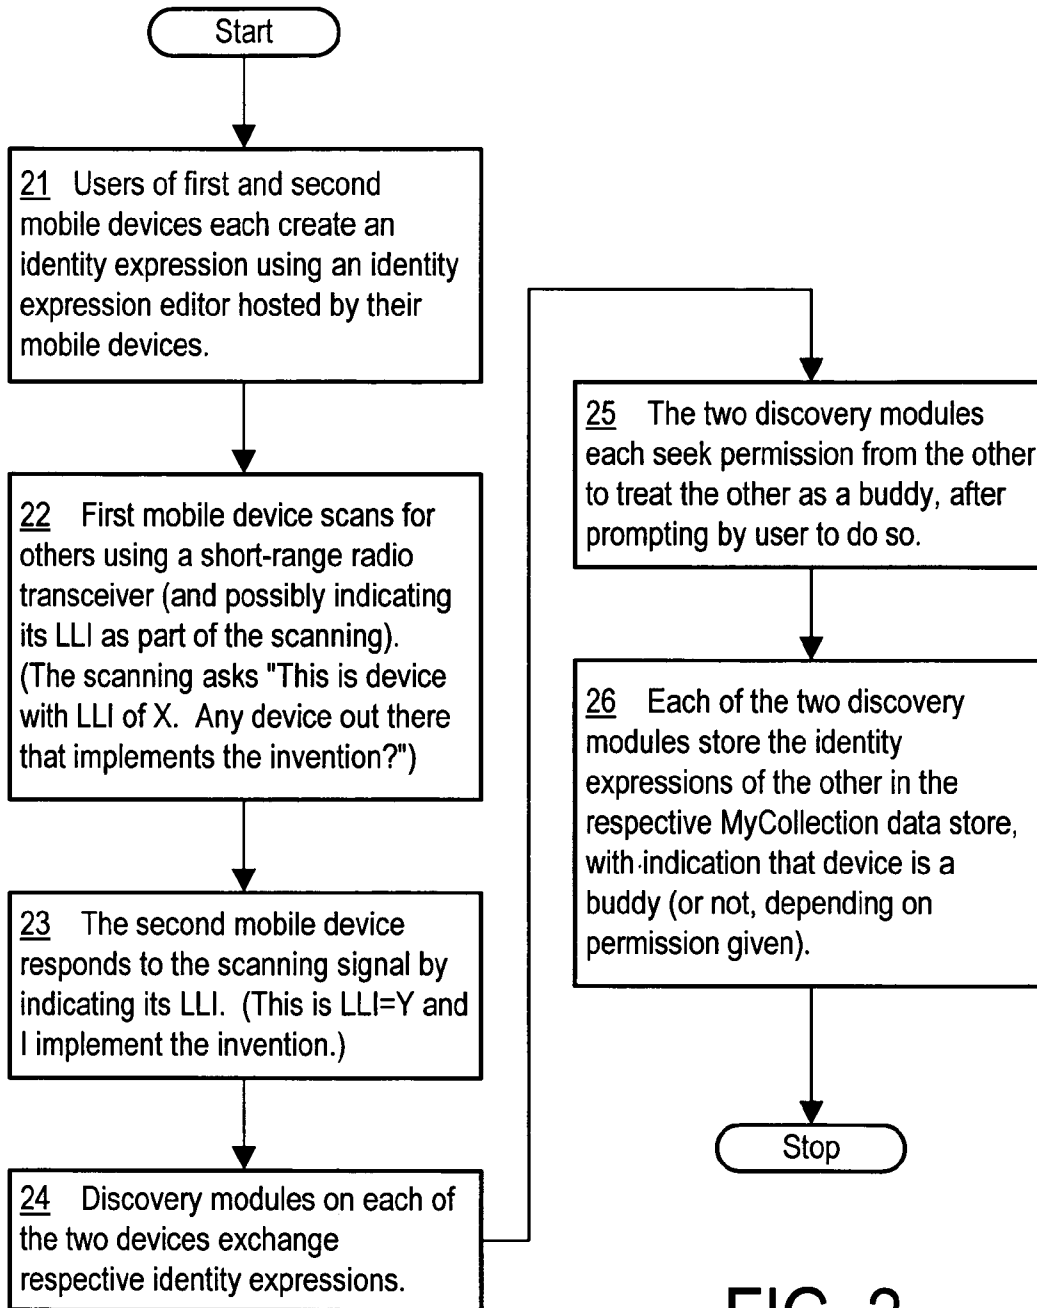 Start
21 Users of first and second
mobile devices each create an
identity expression using an identity
expression editor hosted by their
mobile devices.
22 First mobile device scans for
others using a short-range radio
transceiver (and possibly indicating
its LLI as part of the scanning).
(The scanning asks "This is device
with LLI of X. Any device out there
that implements the invention?")
23 The second mobile device
responds to the scanning signal by
indicating its LLI. (This is LLI=Y and
I implement the invention.)
24 Discovery modules on each of
the two devices exchange
respective identity expressions.
25 The two discovery modules
each seek permission from the other
to treat the other as a buddy, after
prompting by user to do so.
26 Each of the two discovery
modules store the identity
expressions of the other in the
respective MyCollection data store,
with indication that device is a
buddy (or not, depending on
permission given).
Stop